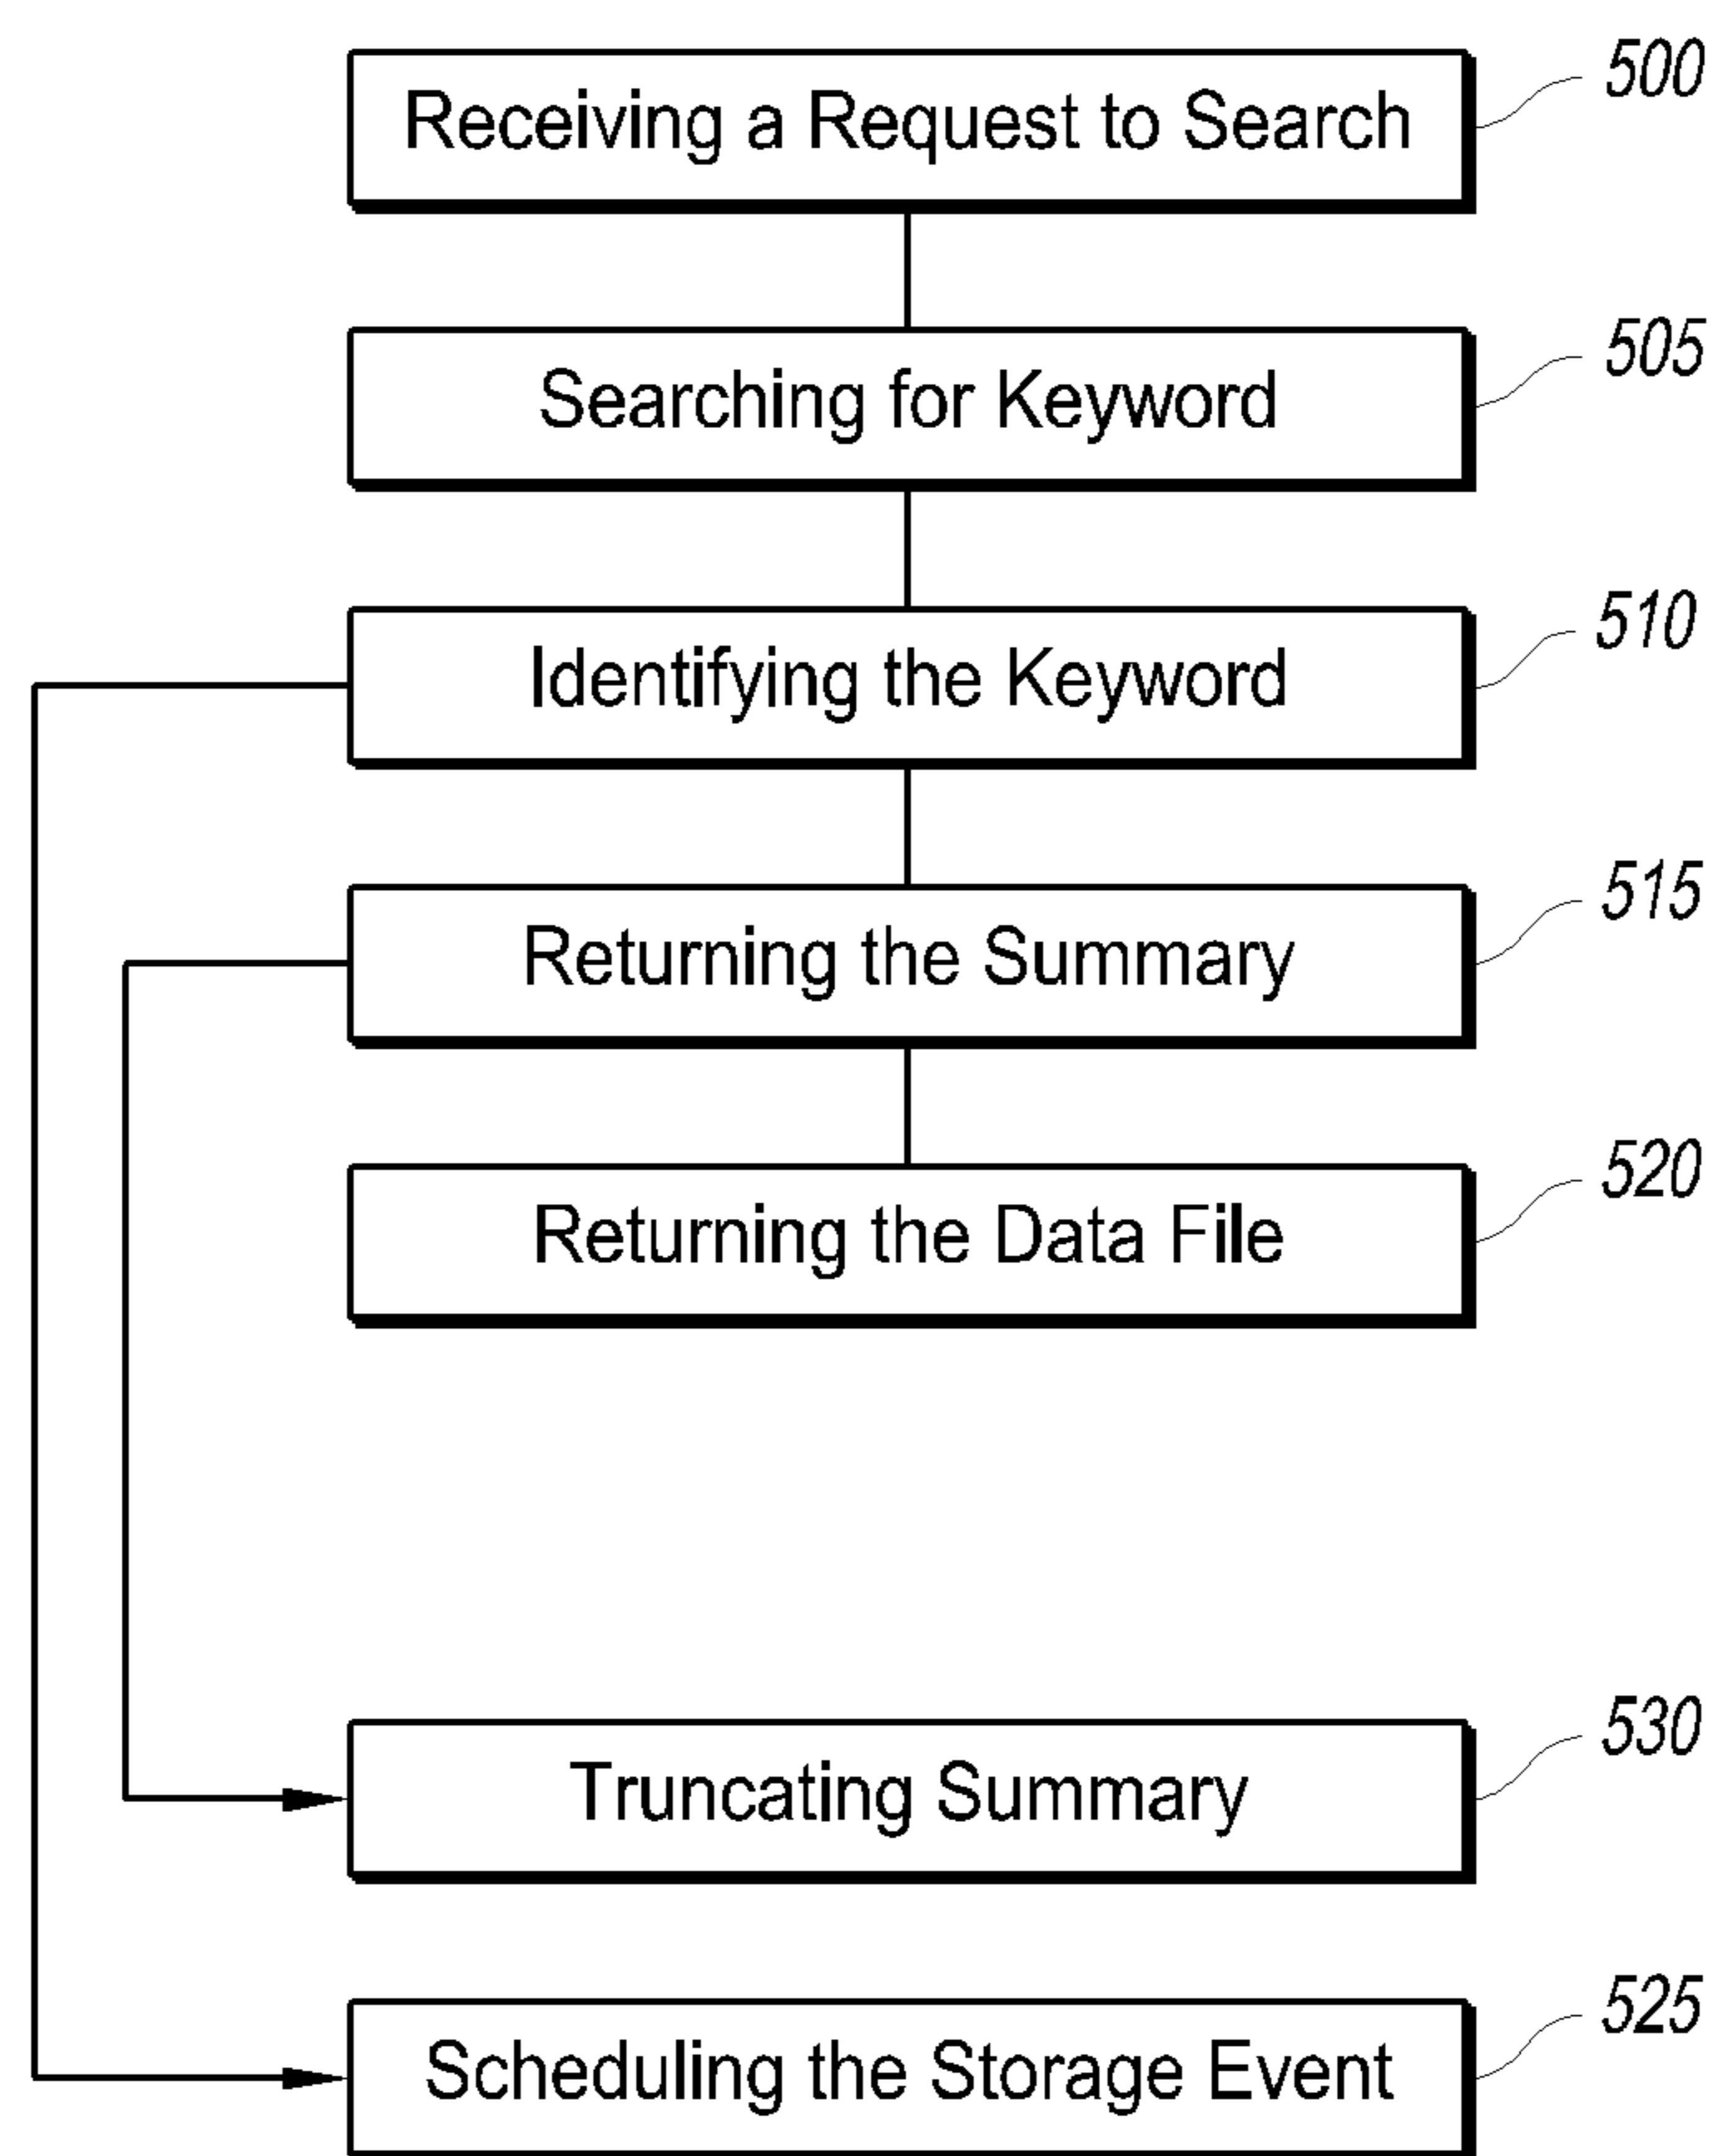 Receiving a Request to Search
500
Searching for Keyword
505
Identifying the Keyword
510
Returning the Summary
515
Returning the Data File
520
Truncating Summary
530
Scheduling the Storage Event
525